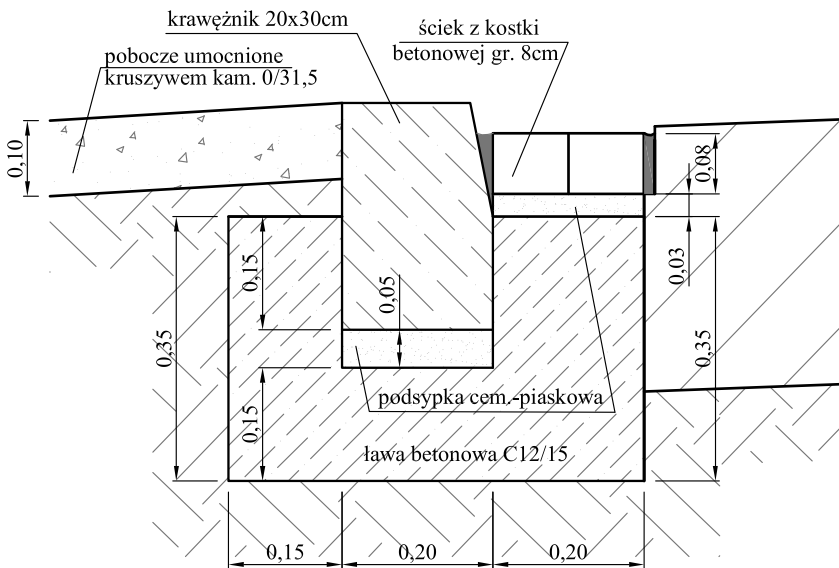 krawężnik 20x30cm
ściek z kostki
betonowej gr. 8cm
pobocze umocnione
kruszywem kam. 0/31,5
0,10
0,08
0,03
0,15
0,05
0,35
0,35
0,15
podsypka cem.-piaskowa
ława betonowa C12/15
0,15
0,20
0,20